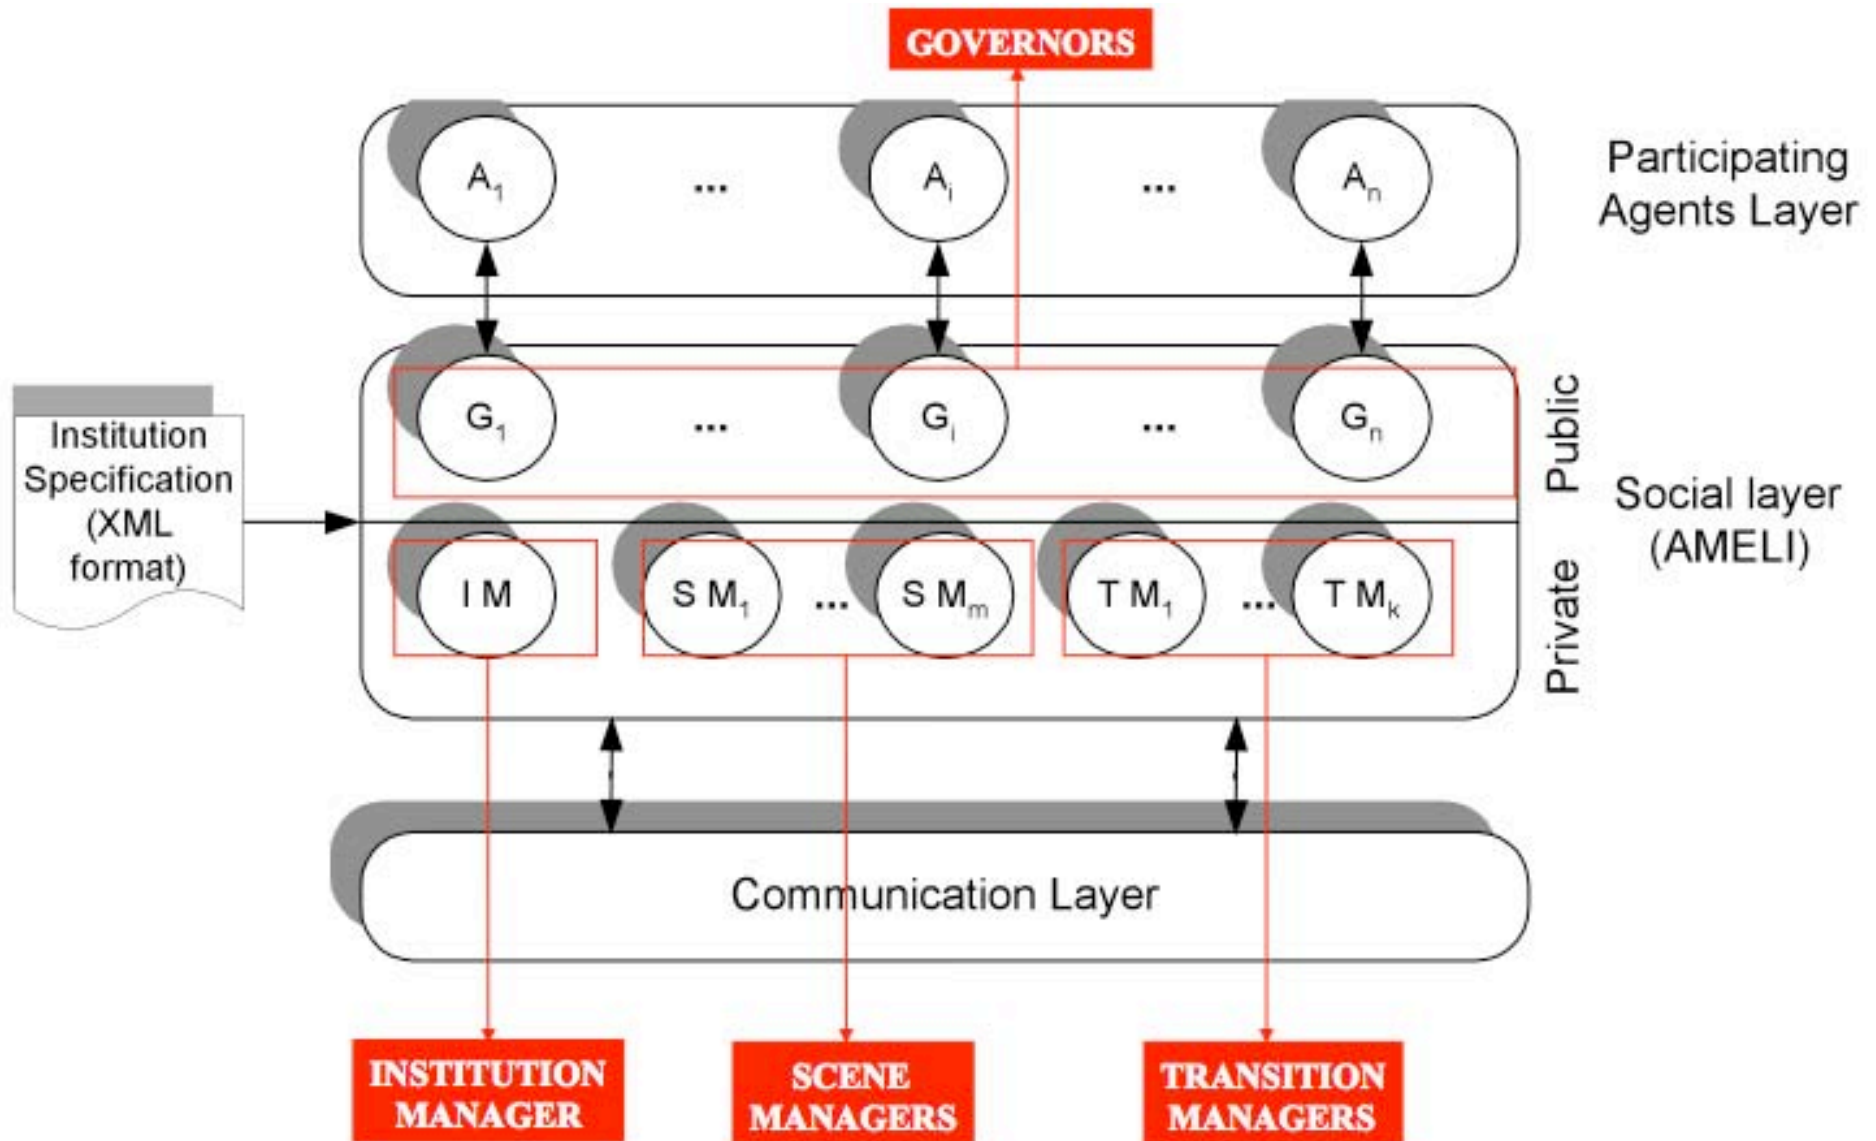 GOVERNORS
A₁ ... Aᵢ ... Aₙ
Participating
Agents Layer
G₁ ... Gᵢ ... Gₙ
Public
Institution
Specification
(XML
format)
Social layer
(AMELI)
I M S M₁ ... S Mₘ T M₁ ... T Mₖ
Private
Communication Layer
INSTITUTION
MANAGER
SCENE
MANAGERS
TRANSITION
MANAGERS